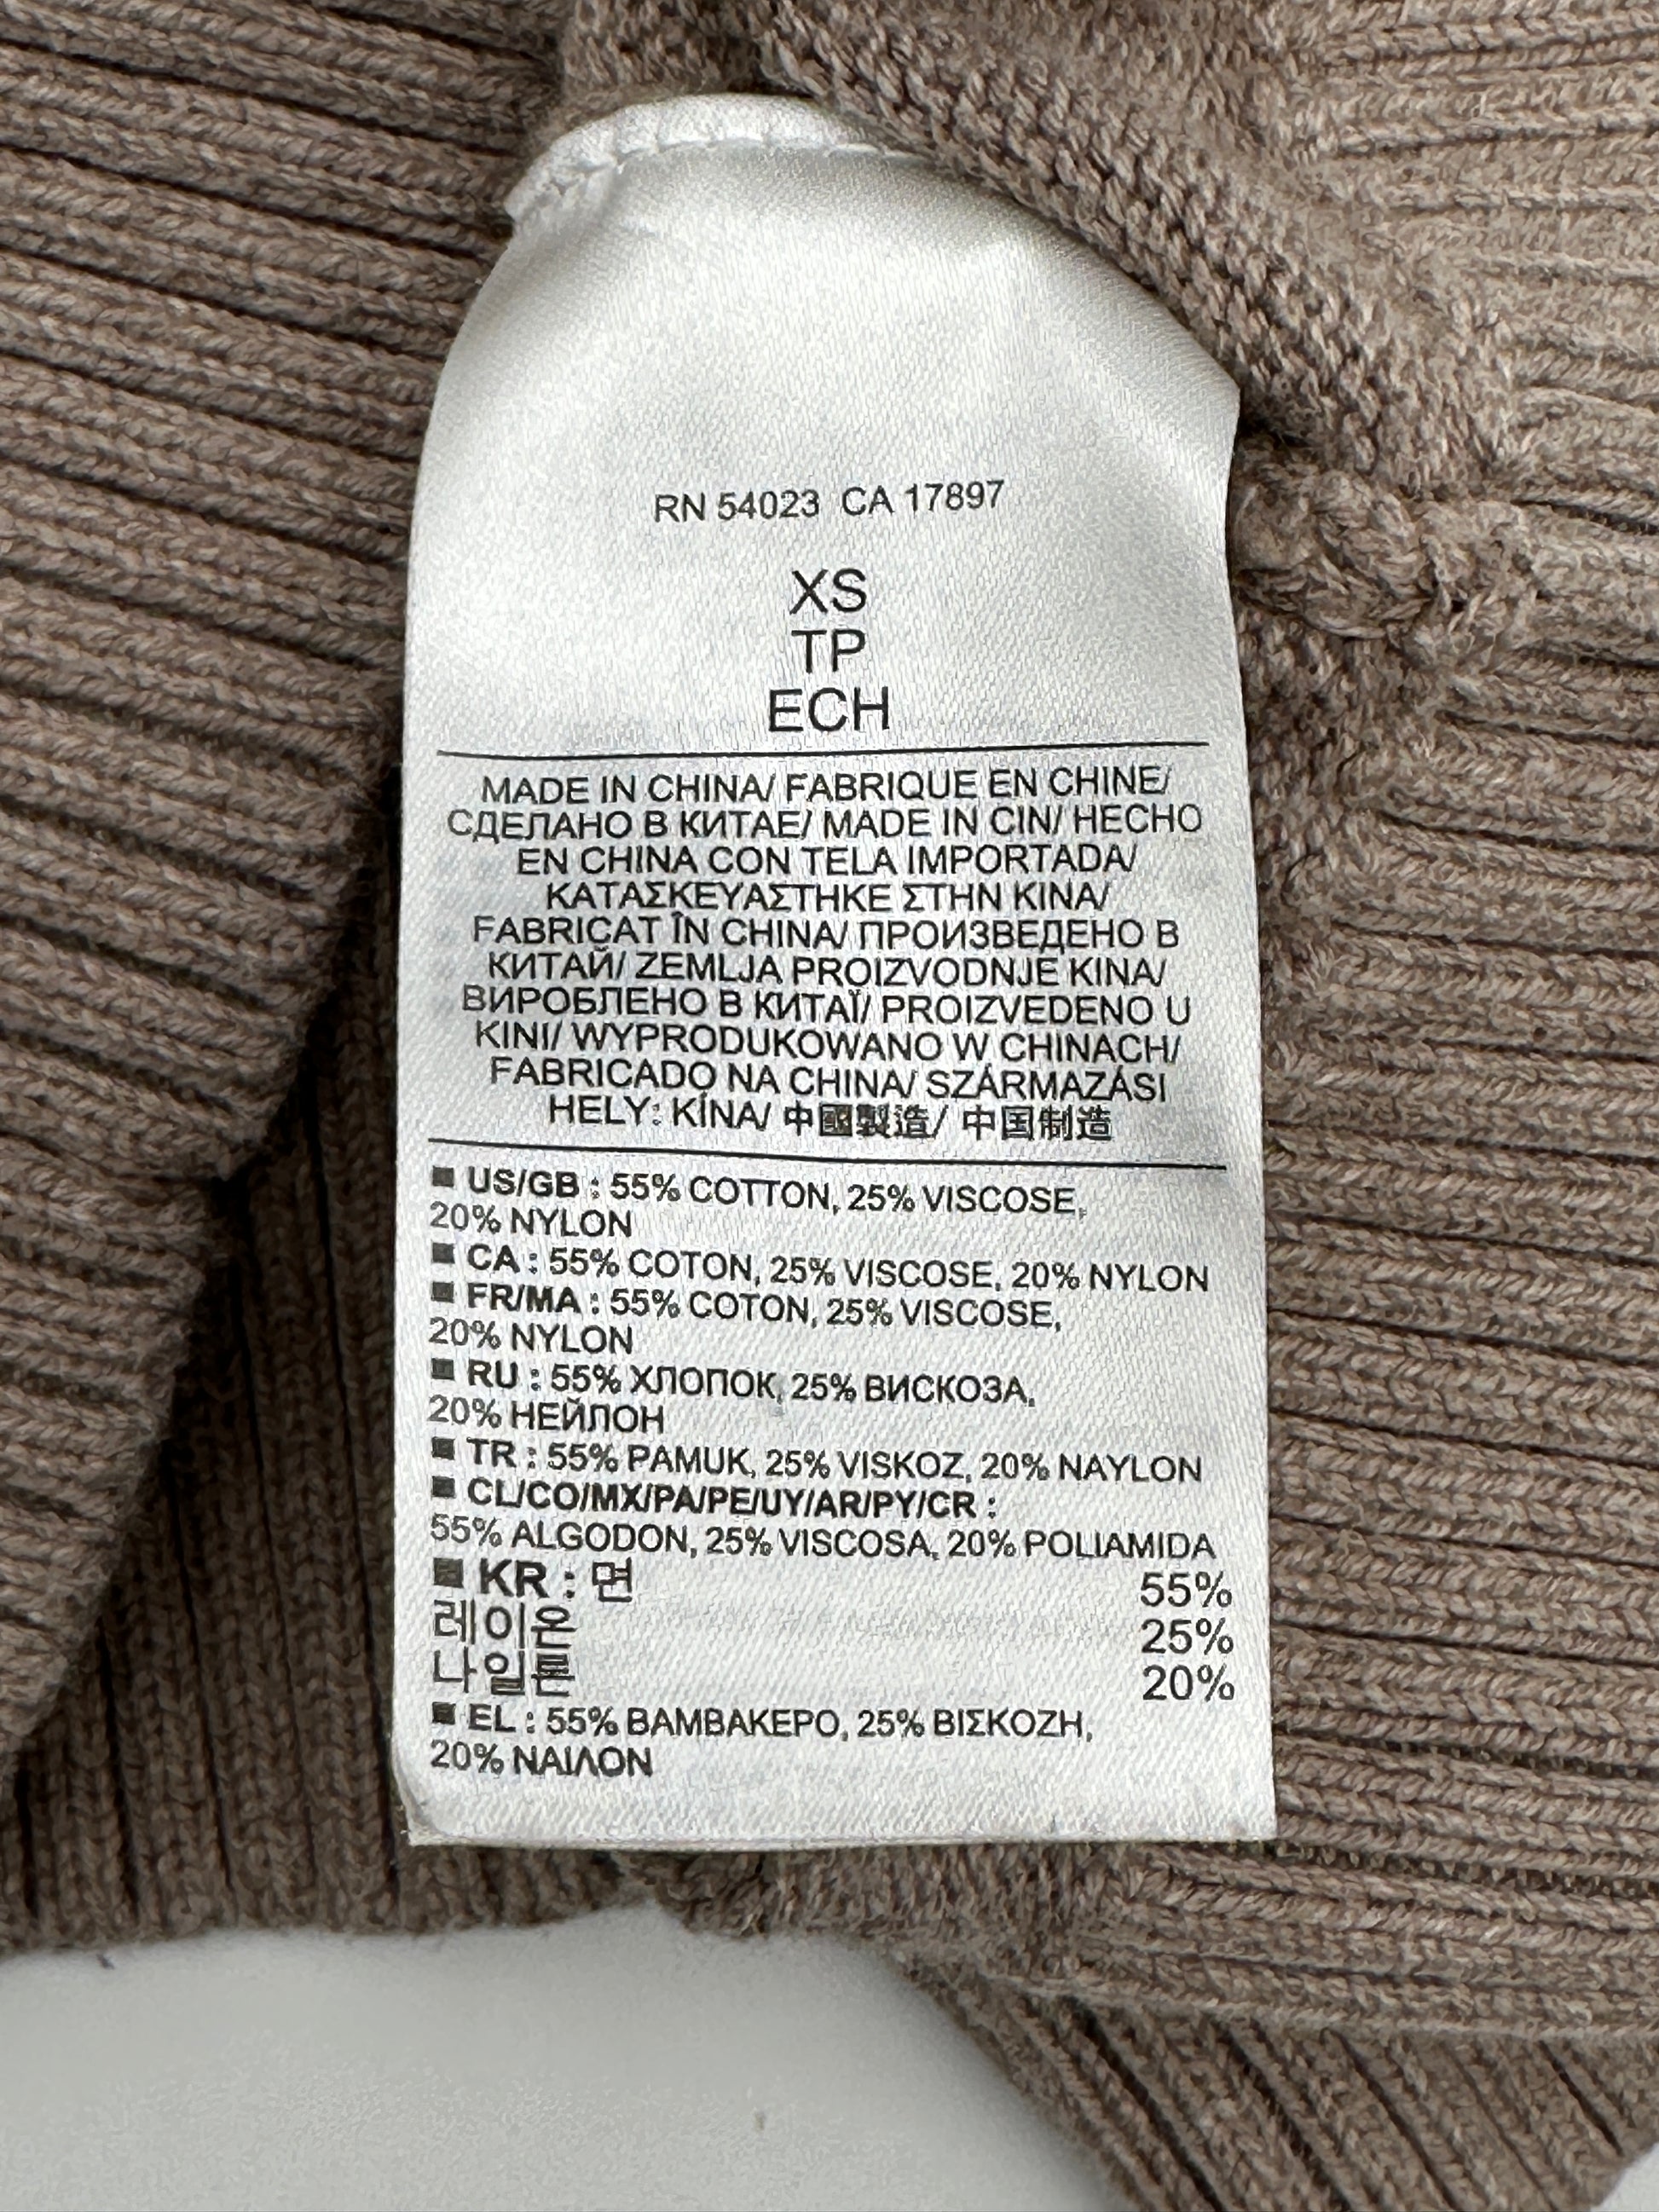 RN 54023 CA 17897
XS
TP
ECH
MADE IN CHINA/ FABRIQUE EN CHINE/
СДЕЛАНО В КИТАЕ/ MADE IN CIN/ HECHO
EN CHINA CON TELA IMPORTADA/
ΚΑΤΑΣΚΕΥΑΣΤΗΚΕ ΣΤΗΝ ΚΙΝΑ/
FABRICAT ÎN CHINA/ ПРОИЗВЕДЕНО В
КИТАЙ/ ZEMLJA PROIZVODNJE KINA/
ВИРОБЛЕНО В КИТАЇ/ PROIZVEDENO U
KINI/ WYPRODUKOWANO W CHINACH/
FABRICADO NA CHINA/ SZÁRMAZÁSI
HELY: KÍNA/ 中國製造/ 中国制造
■ US/GB : 55% COTTON, 25% VISCOSE,
20% NYLON
■ CA : 55% COTON, 25% VISCOSE, 20% NYLON
■ FR/MA : 55% COTON, 25% VISCOSE,
20% NYLON
■ RU : 55% ХЛОПОК, 25% ВИСКОЗА,
20% НЕЙЛОН
■ TR : 55% PAMUK, 25% VISKOZ, 20% NAYLON
■ CL/CO/MX/PA/PE/UY/AR/PY/CR :
55% ALGODON, 25% VISCOSA, 20% POLIAMIDA
■ KR : 면 55%
레이온 25%
나일론 20%
■ EL : 55% ΒΑΜΒΑΚΕΡΟ, 25% ΒΙΣΚΟΖΗ,
20% ΝΑΙΛΟΝ